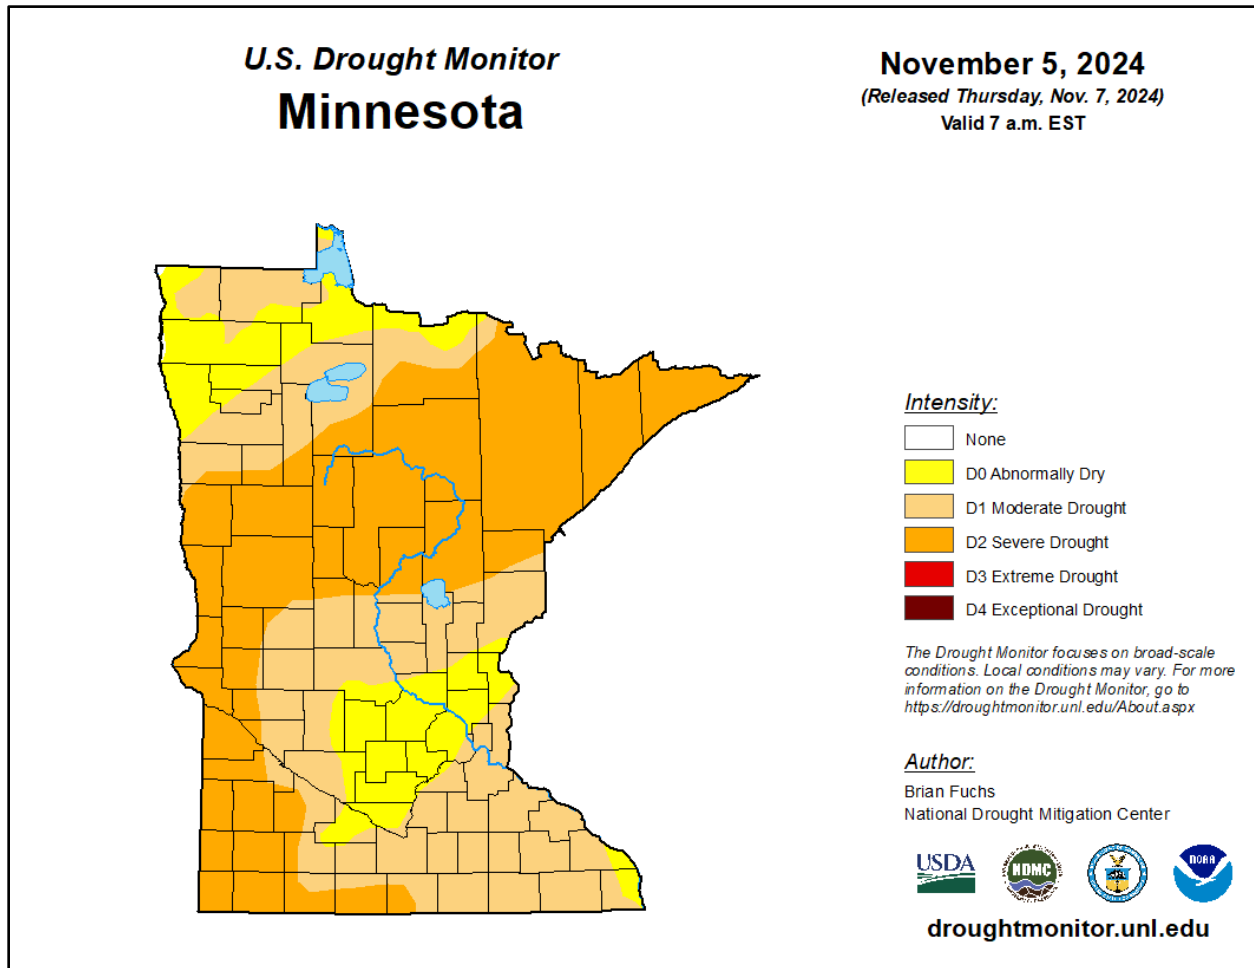 U.S. Drought Monitor
Minnesota
November 5, 2024
(Released Thursday, Nov. 7, 2024)
Valid 7 a.m. EST
Intensity:
None
D0 Abnormally Dry
D1 Moderate Drought
D2 Severe Drought
D3 Extreme Drought
D4 Exceptional Drought
The Drought Monitor focuses on broad-scale
conditions. Local conditions may vary. For more
information on the Drought Monitor, go to
https://droughtmonitor.unl.edu/About.aspx
Author:
Brian Fuchs
National Drought Mitigation Center
USDA
NDMC
NOAA
droughtmonitor.unl.edu